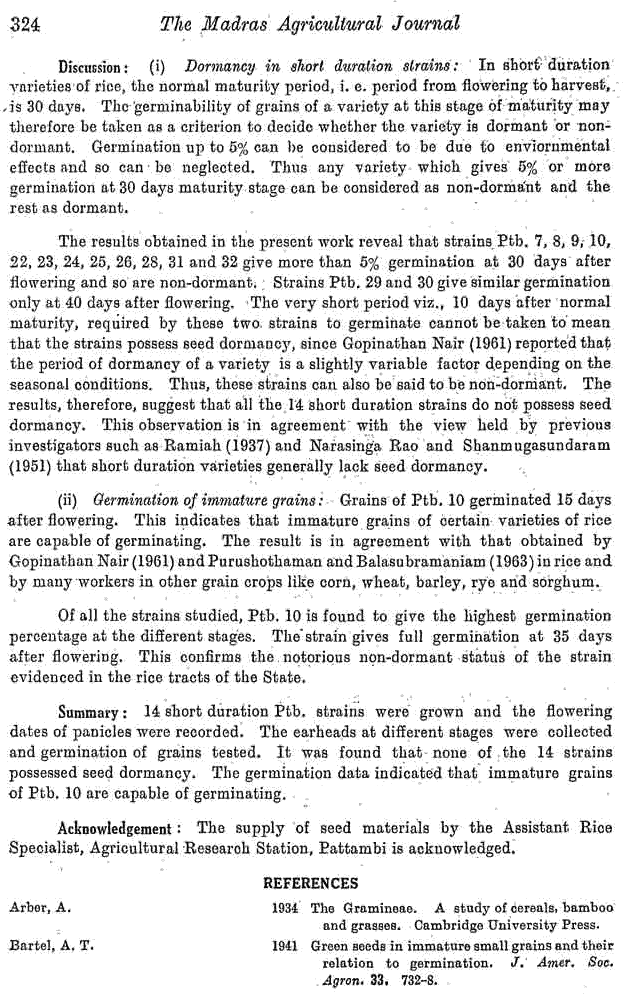 324 The Madras Agricultural Journal
Discussion: (i) Dormancy in short duration strains: In short duration
varieties of rice, the normal maturity period, i. e. period from flowering to harvest,
is 30 days. The germinability of grains of a variety at this stage of maturity may
therefore be taken as a criterion to decide whether the variety is dormant or non-
dormant. Germination up to 5% can be considered to be due to enviornmental
effects and so can be neglected. Thus any variety which gives 5% or more
germination at 30 days maturity stage can be considered as non-dormant and the
rest as dormant.
The results obtained in the present work reveal that strains Ptb. 7, 8, 9, 10,
22, 23, 24, 25, 26, 28, 31 and 32 give more than 5% germination at 30 days after
flowering and so are non-dormant. Strains Ptb. 29 and 30 give similar germination
only at 40 days after flowering. The very short period viz., 10 days after normal
maturity, required by these two strains to germinate cannot be taken to mean
that the strains possess seed dormancy, since Gopinathan Nair (1961) reported that
the period of dormancy of a variety is a slightly variable factor depending on the
seasonal conditions. Thus, these strains can also be said to be non-dormant. The
results, therefore, suggest that all the 14 short duration strains do not possess seed
dormancy. This observation is in agreement with the view held by previous
investigators such as Ramiah (1937) and Narasinga Rao and Shanmugasundaram
(1951) that short duration varieties generally lack seed dormancy.
(ii) Germination of immature grains: Grains of Ptb. 10 germinated 15 days
after flowering. This indicates that immature grains of certain varieties of rice
are capable of germinating. The result is in agreement with that obtained by
Gopinathan Nair (1961) and Purushothaman and Balasubramaniam (1963) in rice and
by many workers in other grain crops like corn, wheat, barley, rye and sorghum.
Of all the strains studied, Ptb. 10 is found to give the highest germination
percentage at the different stages. The strain gives full germination at 35 days
after flowering. This confirms the notorious non-dormant status of the strain
evidenced in the rice tracts of the State.
Summary: 14 short duration Ptb. strains were grown and the flowering
dates of panicles were recorded. The earheads at different stages were collected
and germination of grains tested. It was found that none of the 14 strains
possessed seed dormancy. The germination data indicated that immature grains
of Ptb. 10 are capable of germinating.
Acknowledgement: The supply of seed materials by the Assistant Rice
Specialist, Agricultural Research Station, Pattambi is acknowledged.
REFERENCES
Arber, A. 1934 The Gramineae. A study of cereals, bamboo
and grasses. Cambridge University Press.
Bartel, A. T. 1941 Green seeds in immature small grains and their
relation to germination. J. Amer. Soc.
Agron. 33. 732-8.